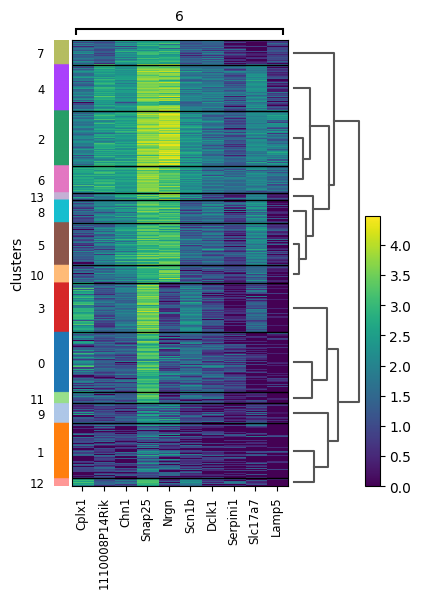 6
7
4
2
6
13
8
5
10
3
0
11
9
1
12
clusters
4.0
3.5
3.0
2.5
2.0
1.5
1.0
0.5
0.0
Cplx1
1110008P14Rik
Chn1
Snap25
Nrgn
Scn1b
Dclk1
Serpini1
Slc17a7
Lamp5